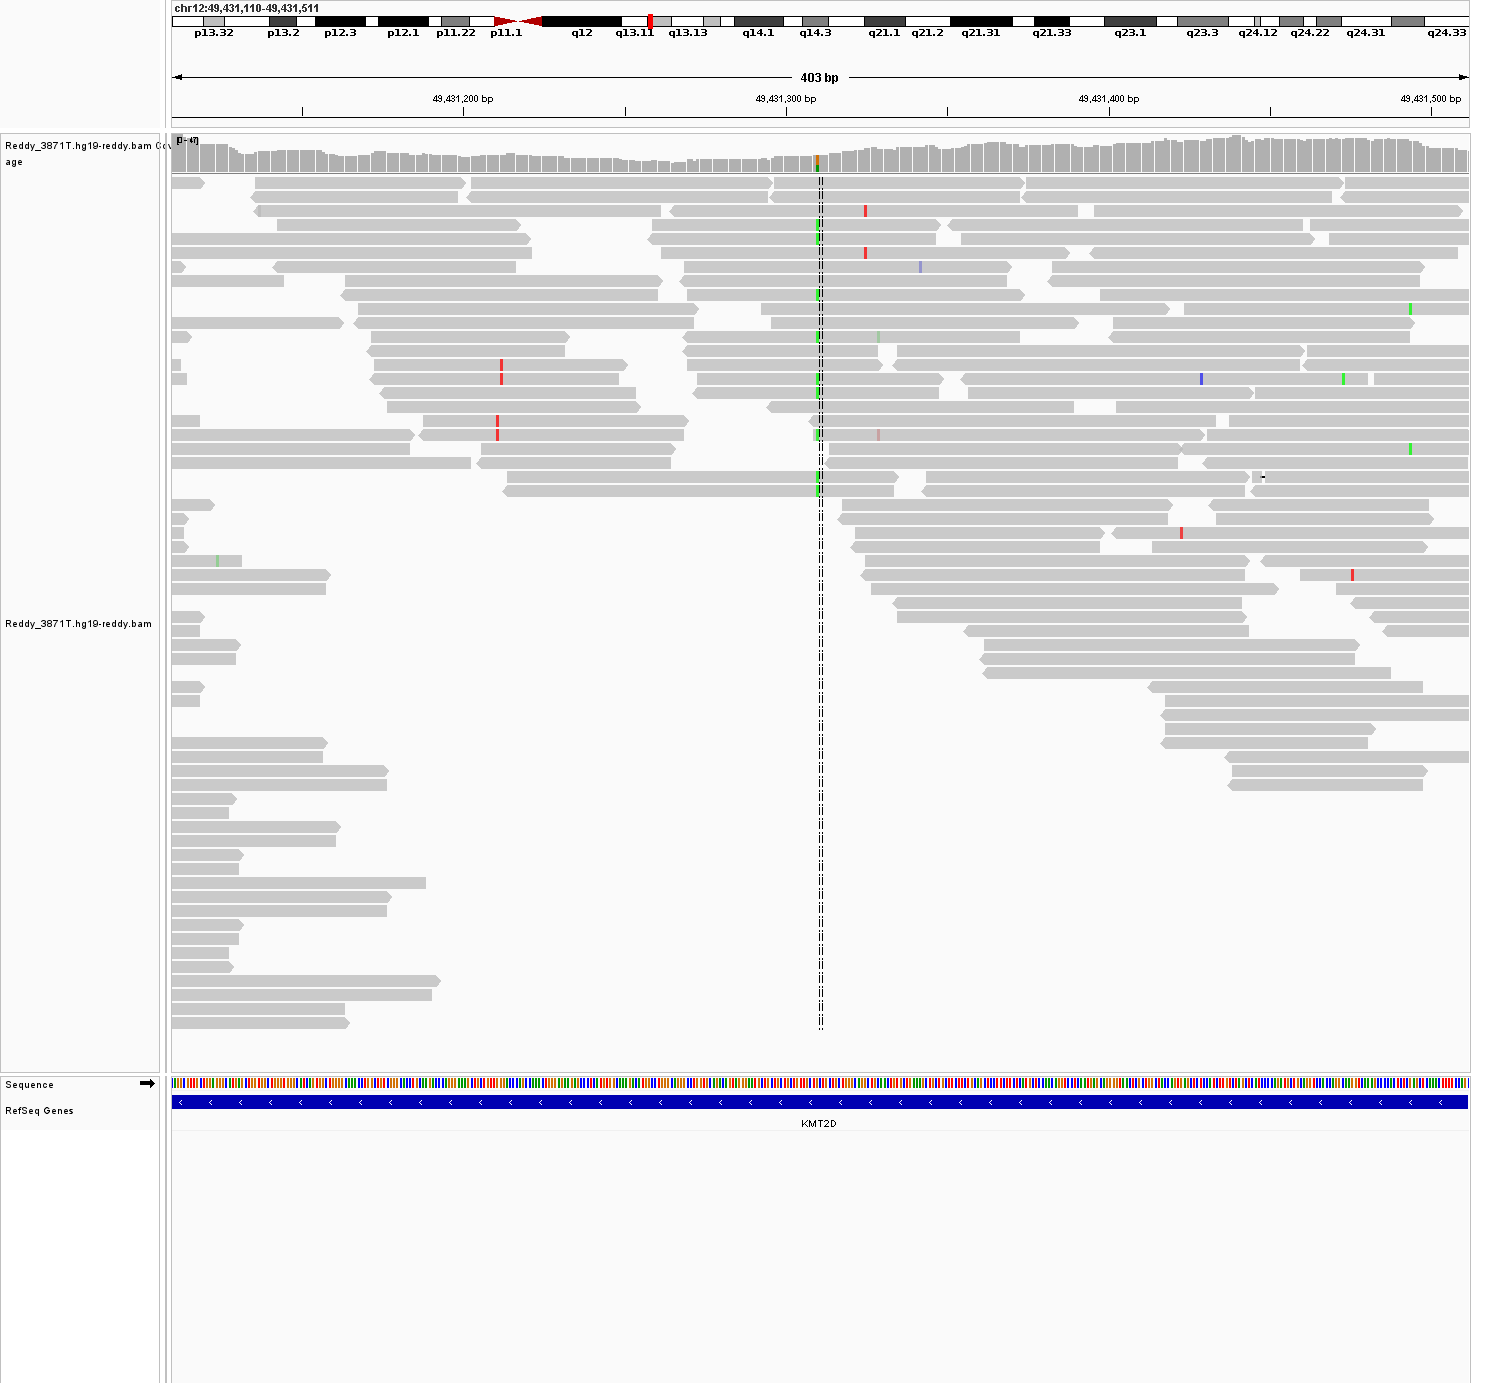 chr12:49,431,110-49,431,511
p13.32 p13.2 p12.3 p12.1 p11.22 p11.1 q12 q13.11 q13.13 q14.1 q14.3 q21.1 q21.2 q21.31 q21.33 q23.1 q23.3 q24.12 q24.22 q24.31 q24.33
403 bp
49,431,200 bp 49,431,300 bp 49,431,400 bp 49,431,500 bp
[0 - 47]
Reddy_3871T.hg19-reddy.bam Cov
age
Reddy_3871T.hg19-reddy.bam
Sequence
RefSeq Genes
KMT2D